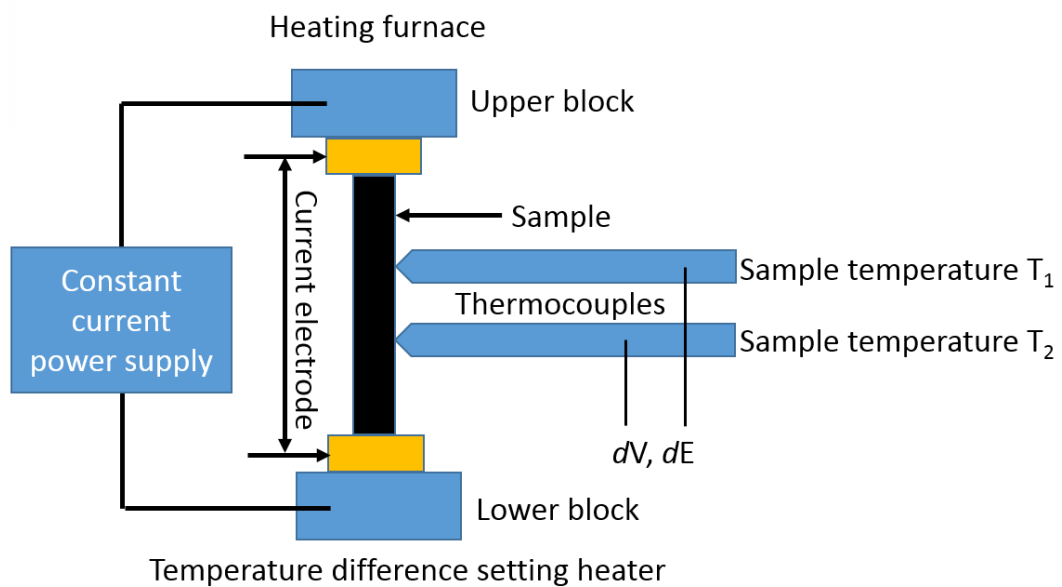 Heating furnace
Upper block
Current electrode
Sample
Constant
current
power supply
Sample temperature T₁
Thermocouples
Sample temperature T₂
dV, dE
Lower block
Temperature difference setting heater